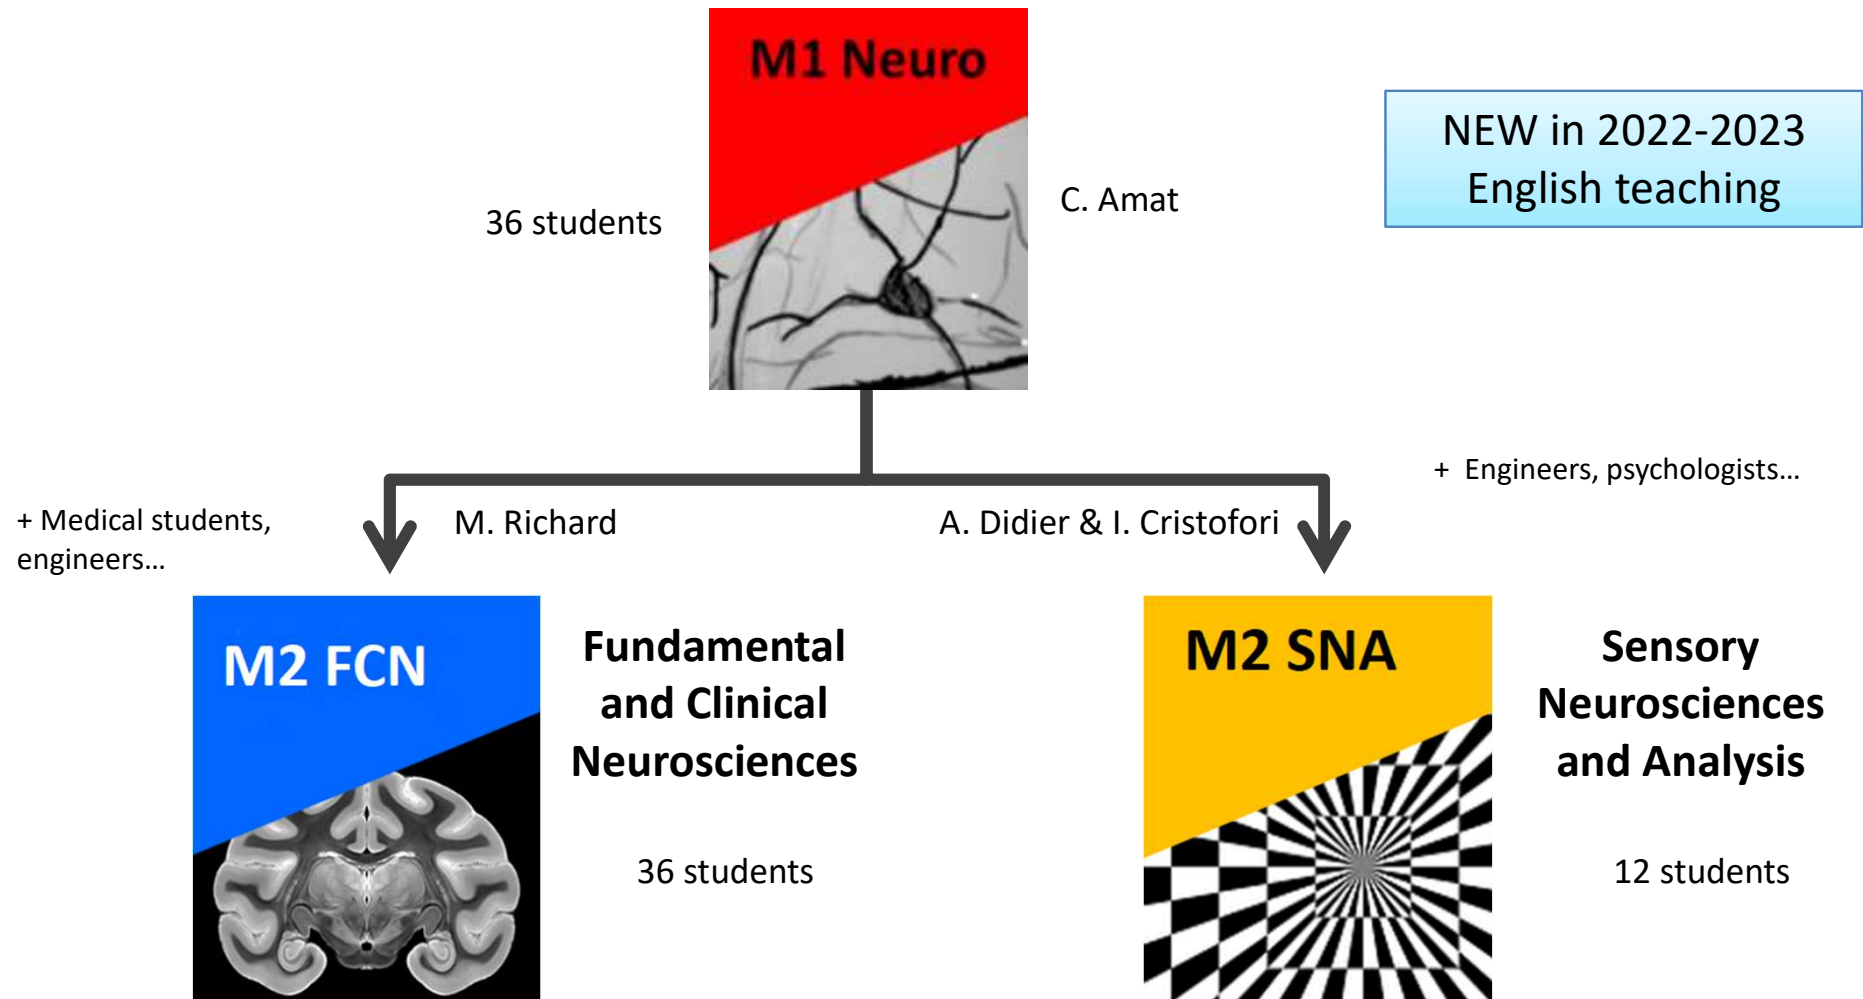 M1 Neuro
NEW in 2022-2023
English teaching
36 students
C. Amat
+ Engineers, psychologists…
+ Medical students,
engineers…
M. Richard
A. Didier & I. Cristofori
M2 FCN
Fundamental
and Clinical
Neurosciences
36 students
M2 SNA
Sensory
Neurosciences
and Analysis
12 students